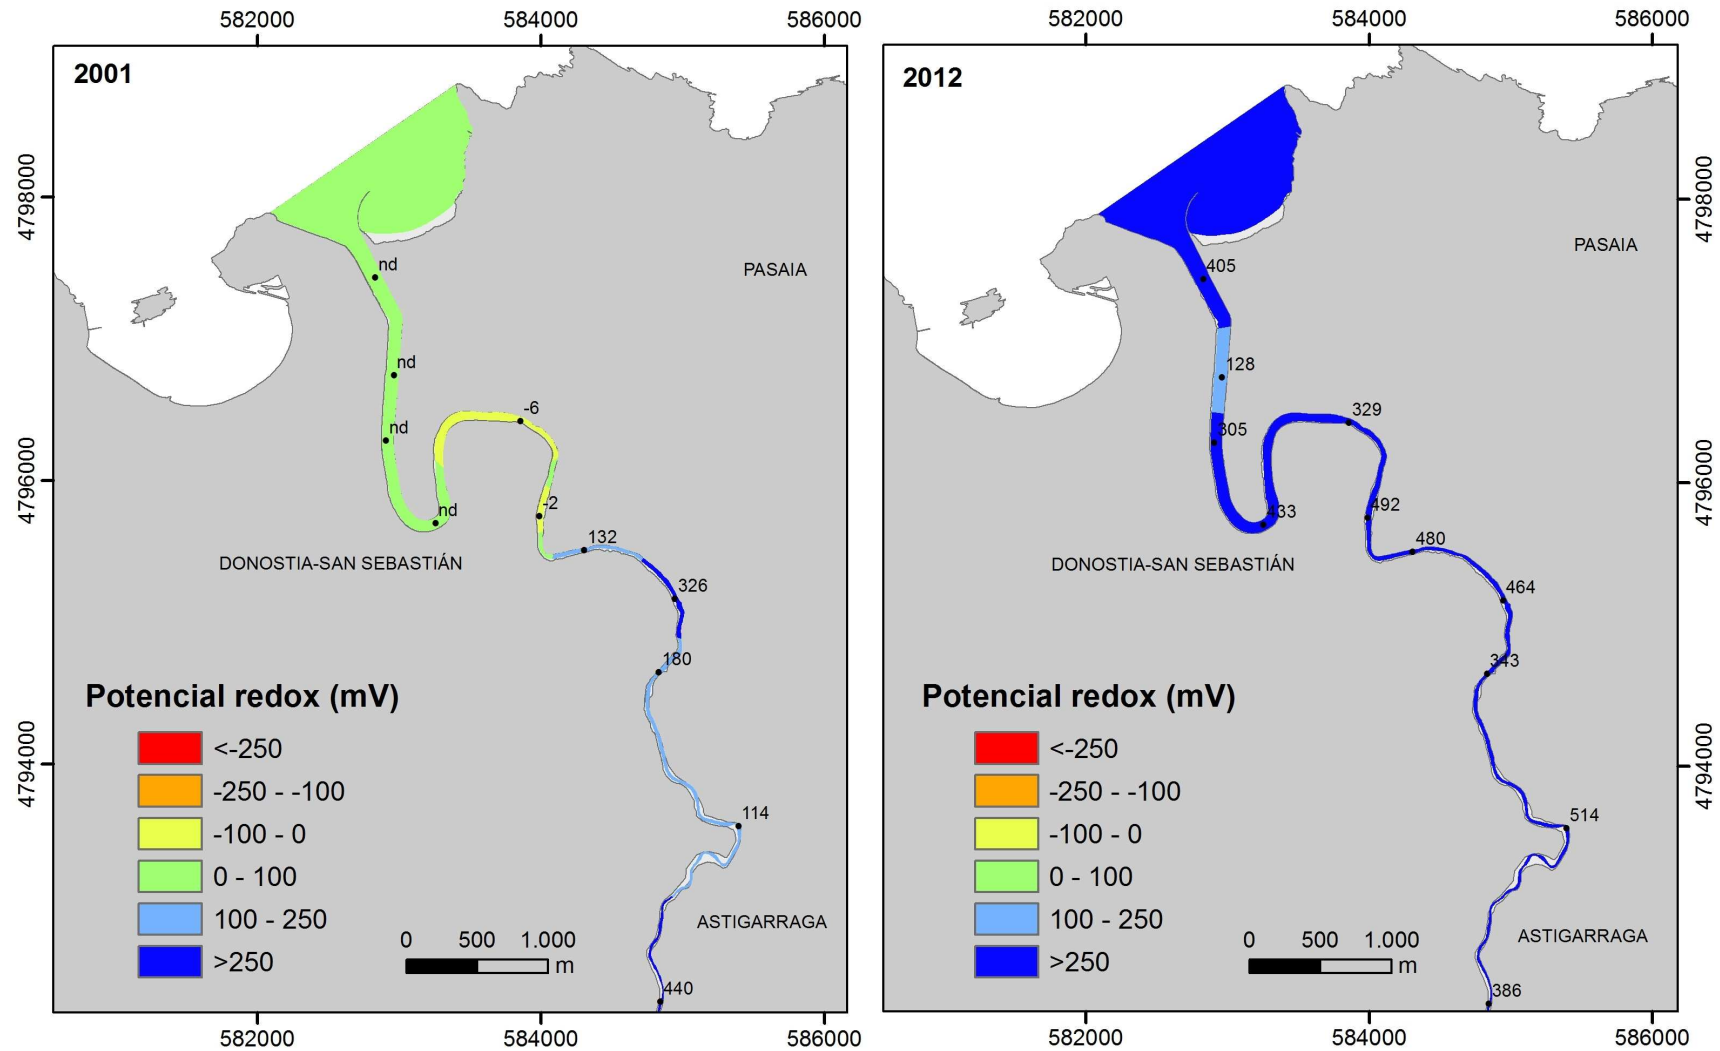 582000 584000 586000
582000 584000 586000
2001
2012
4798000
4796000
4794000
4798000
4796000
4794000
nd
nd
nd
nd
-6
-2
132
326
180
114
440
PASAIA
DONOSTIA-SAN SEBASTIÁN
ASTIGARRAGA
Potencial redox (mV)
<-250
-250 - -100
-100 - 0
0 - 100
100 - 250
>250
0 500 1.000
m
405
128
305
433
329
492
480
464
343
514
386
PASAIA
DONOSTIA-SAN SEBASTIÁN
ASTIGARRAGA
Potencial redox (mV)
<-250
-250 - -100
-100 - 0
0 - 100
100 - 250
>250
0 500 1.000
m
582000 584000 586000
582000 584000 586000